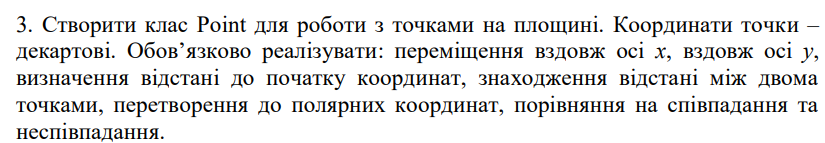 3. Створити клас Point для роботи з точками на площині. Координати точки –
декартові. Обов’язково реалізувати: переміщення вздовж осі x, вздовж осі y,
визначення відстані до початку координат, знаходження відстані між двома
точками, перетворення до полярних координат, порівняння на співпадання та
неспівпадання.